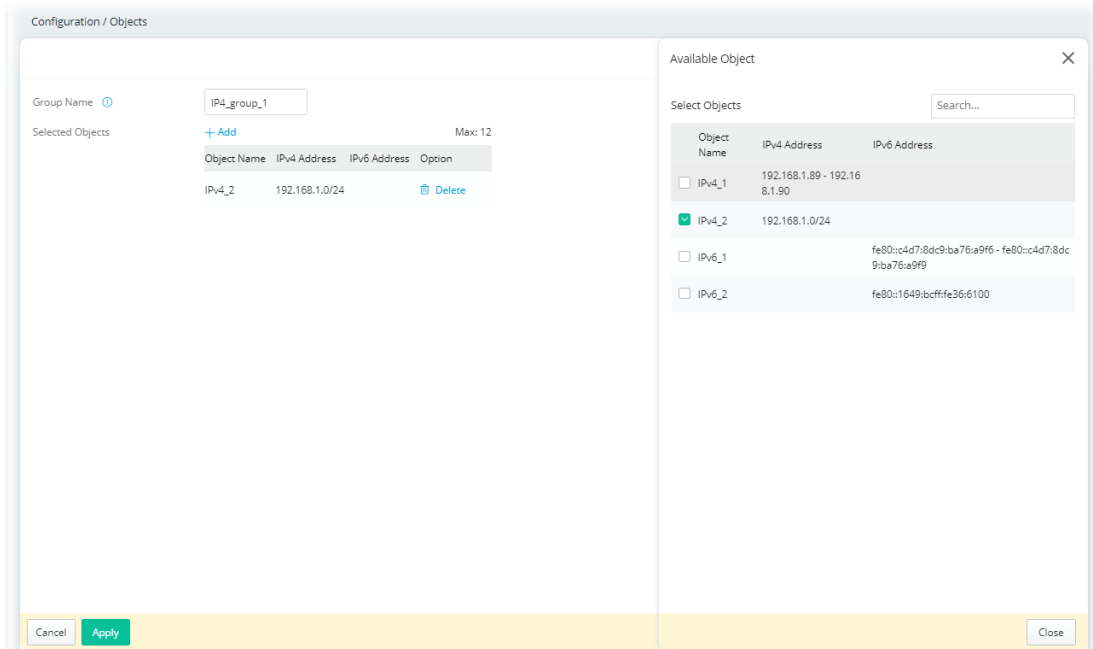 Configuration / Objects
Available Object
Group Name
IP4_group_1
Selected Objects
+ Add
Max: 12
Object Name IPv4 Address IPv6 Address Option
IPv4_2 192.168.1.0/24 Delete
Select Objects
Search...
Object
Name
IPv4 Address
IPv6 Address
IPv4_1
192.168.1.89 - 192.16
8.1.90
IPv4_2 192.168.1.0/24
IPv6_1
fe80::c4d7:8dc9:ba76:a9f6 - fe80::c4d7:8dc
9:ba76:a9f9
IPv6_2 fe80::1649:bcff:fe36:6100
Cancel
Apply
Close